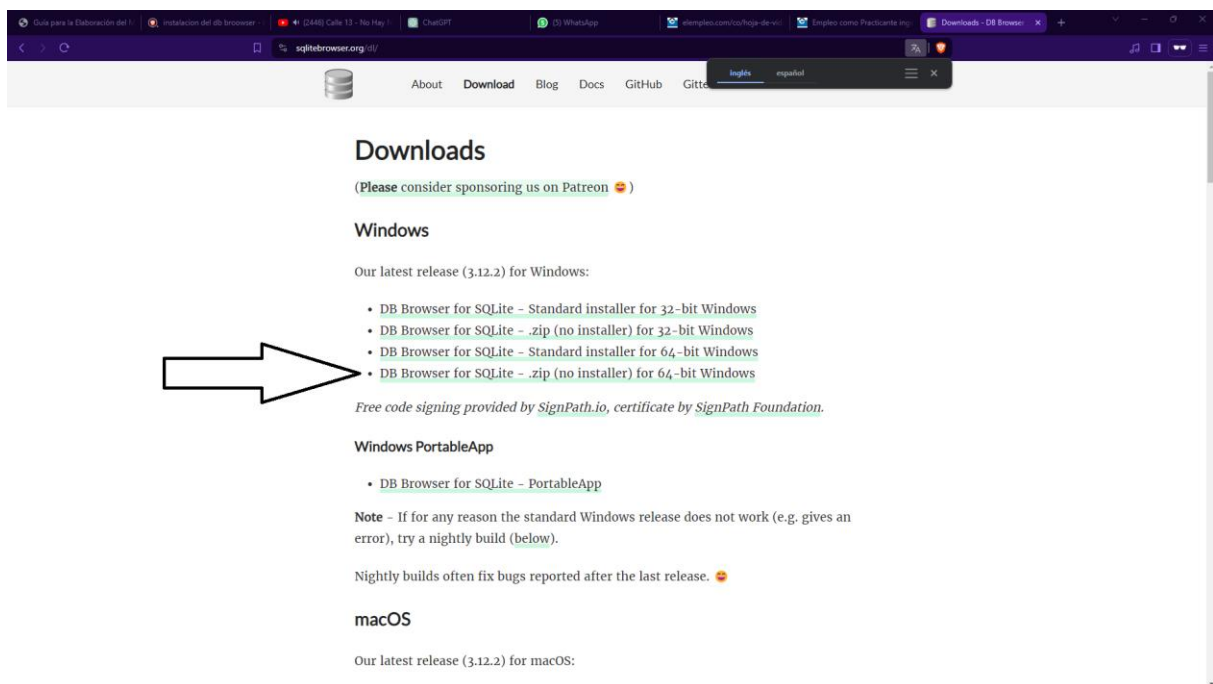 Guía para la Elaboración del M
instalacion del db broowser -
(2446) Calle 13 - No Hay
ChatGPT
(5) WhatsApp
elempleo.com/co/hoja-de-vid
Empleo como Practicante ing
Downloads - DB Browser
sqlitebrowser.org/dl/
inglés español
About Download Blog Docs GitHub Gitte
Downloads
(Please consider sponsoring us on Patreon 😄)
Windows
Our latest release (3.12.2) for Windows:
• DB Browser for SQLite - Standard installer for 32-bit Windows
• DB Browser for SQLite - .zip (no installer) for 32-bit Windows
• DB Browser for SQLite - Standard installer for 64-bit Windows
• DB Browser for SQLite - .zip (no installer) for 64-bit Windows
Free code signing provided by SignPath.io, certificate by SignPath Foundation.
Windows PortableApp
• DB Browser for SQLite - PortableApp
Note - If for any reason the standard Windows release does not work (e.g. gives an
error), try a nightly build (below).
Nightly builds often fix bugs reported after the last release. 😄
macOS
Our latest release (3.12.2) for macOS: